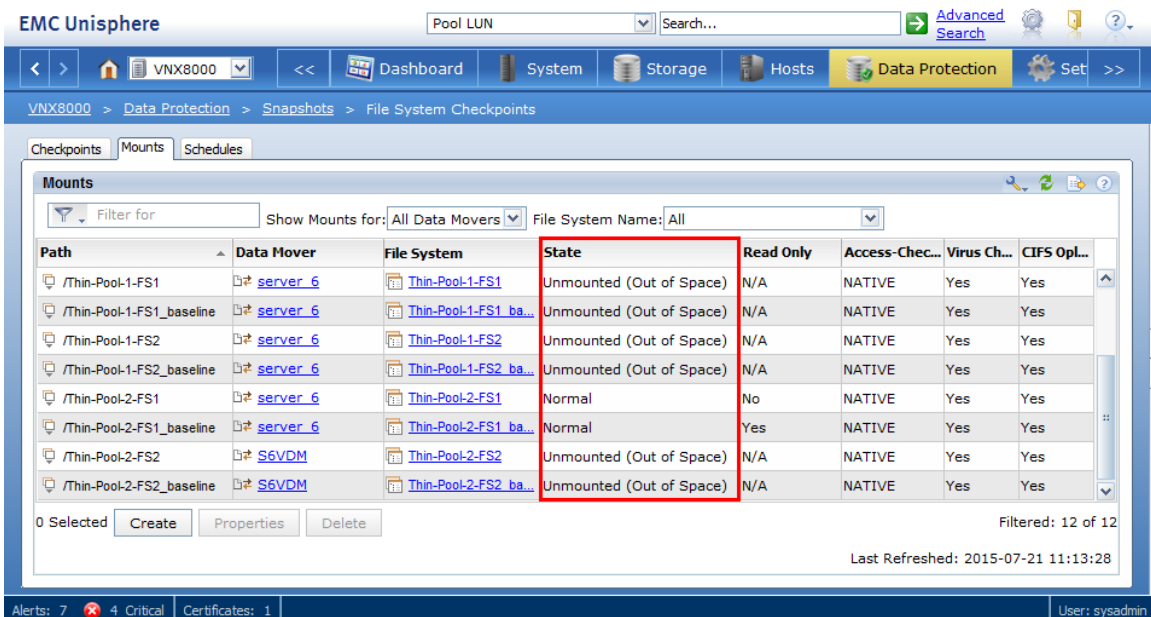 EMC Unisphere Pool LUN Search... Advanced Search
VNX8000 << Dashboard System Storage Hosts Data Protection Set >>
VNX8000 > Data Protection > Snapshots > File System Checkpoints
Checkpoints Mounts Schedules
Mounts
Filter for Show Mounts for: All Data Movers File System Name: All
Path Data Mover File System State Read Only Access-Chec... Virus Ch... CIFS Opl...
/Thin-Pool-1-FS1 server_6 Thin-Pool-1-FS1 Unmounted (Out of Space) N/A NATIVE Yes Yes
/Thin-Pool-1-FS1_baseline server_6 Thin-Pool-1-FS1_ba... Unmounted (Out of Space) N/A NATIVE Yes Yes
/Thin-Pool-1-FS2 server_6 Thin-Pool-1-FS2 Unmounted (Out of Space) N/A NATIVE Yes Yes
/Thin-Pool-1-FS2_baseline server_6 Thin-Pool-1-FS2_ba... Unmounted (Out of Space) N/A NATIVE Yes Yes
/Thin-Pool-2-FS1 server_6 Thin-Pool-2-FS1 Normal No NATIVE Yes Yes
/Thin-Pool-2-FS1_baseline server_6 Thin-Pool-2-FS1_ba... Normal Yes NATIVE Yes Yes
/Thin-Pool-2-FS2 S6VDM Thin-Pool-2-FS2 Unmounted (Out of Space) N/A NATIVE Yes Yes
/Thin-Pool-2-FS2_baseline S6VDM Thin-Pool-2-FS2_ba... Unmounted (Out of Space) N/A NATIVE Yes Yes
0 Selected Create Properties Delete Filtered: 12 of 12
Last Refreshed: 2015-07-21 11:13:28
Alerts: 7 4 Critical Certificates: 1 User: sysadmin